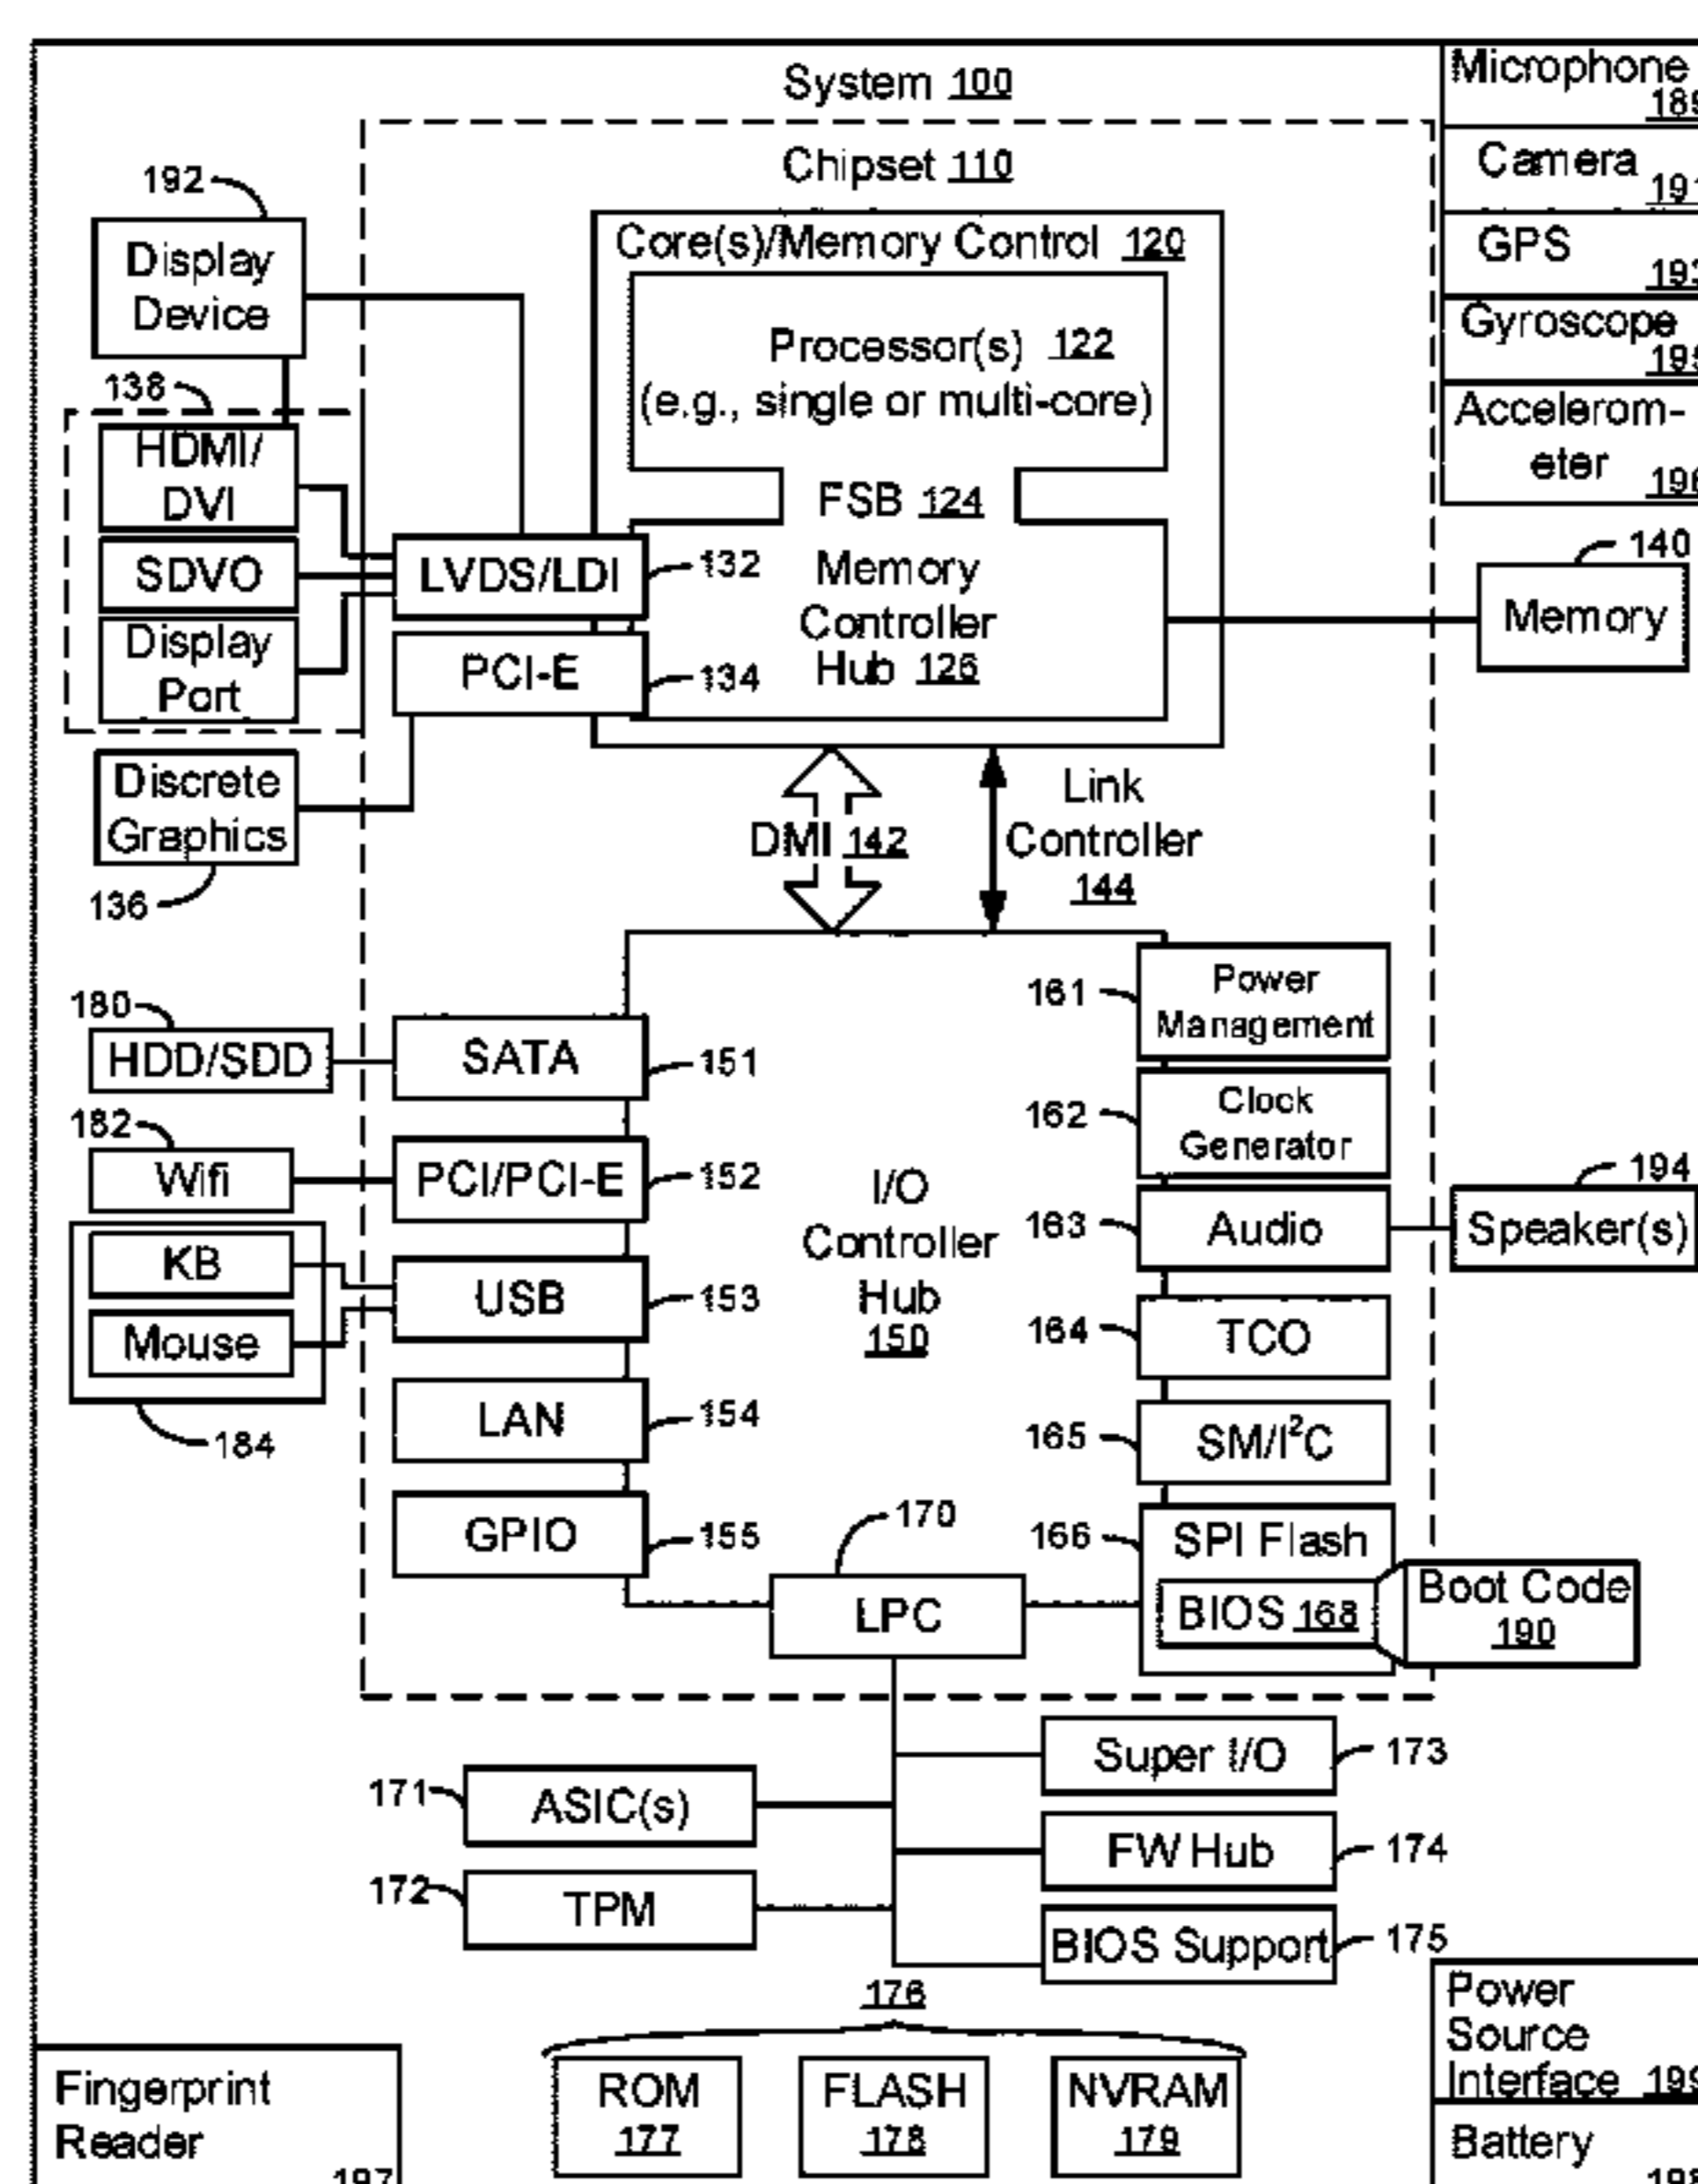 System 100
Chipset 110
Microphone
Camera
GPS
Gyroscope
Accelerom-
eter
192
Display
Device
138
HDMI/
DVI
SDVO
Display
Port
Discrete
Graphics
136
Core(s)/Memory Control 120
Processor(s) 122
(e.g., single or multi-core)
FSB 124
Memory
Controller
Hub 126
LVDS/LDI
132
PCI-E
134
140
Memory
DMI 142
Link
Controller
144
180
HDD/SDD
182
Wifi
KB
Mouse
184
SATA
151
PCI/PCI-E
152
USB
153
LAN
154
GPIO
155
I/O
Controller
Hub
150
161
Power
Management
162
Clock
Generator
163
Audio
194
Speaker(s)
164
TCO
165
SM/I²C
166
SPI Flash
BIOS 168
Boot Code
190
170
LPC
171
ASIC(s)
172
TPM
Super I/O
173
FW Hub
174
BIOS Support
175
176
ROM
177
FLASH
178
NVRAM
179
Fingerprint
Reader
197
Power
Source
Interface
Battery